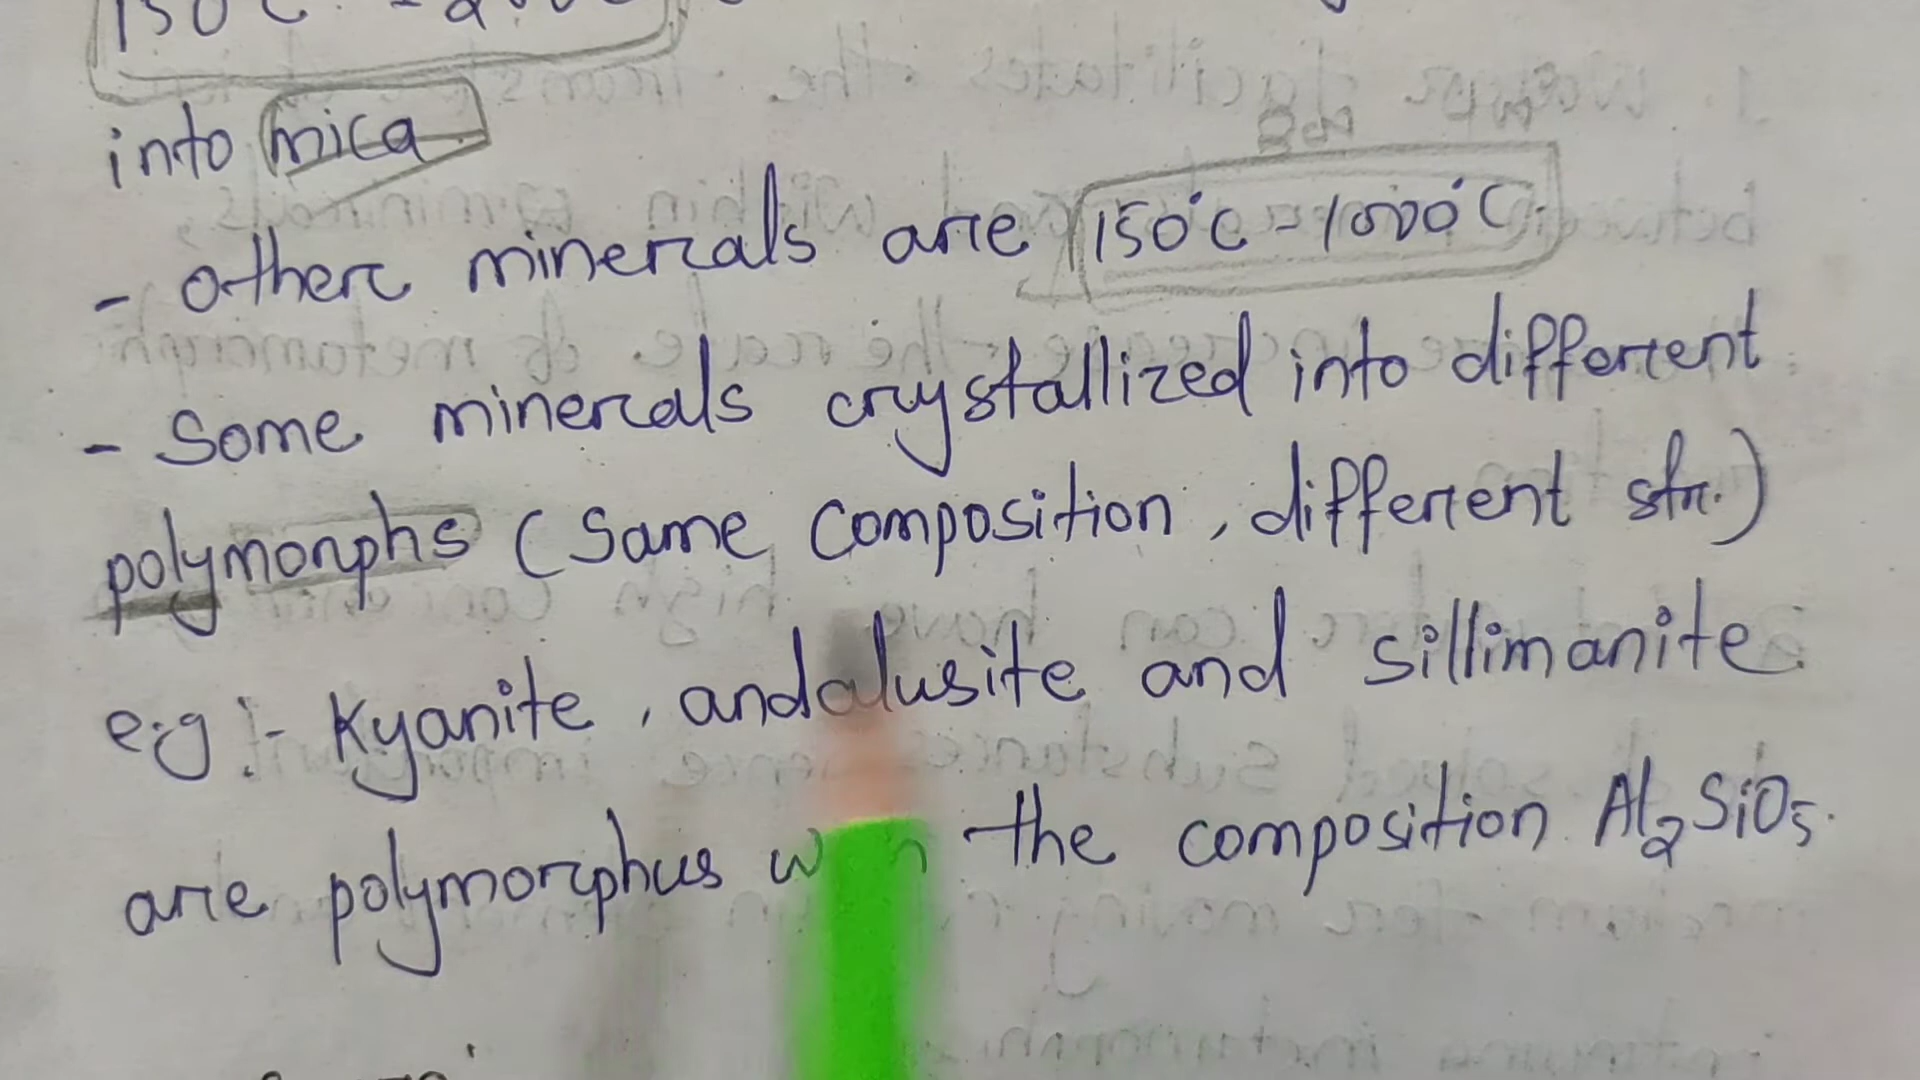 into mica
- other minerals are 150°C - 1000°C.
- Some minerals crystallized into different
polymorphs (Same composition, different str.)
e.g :- Kyanite, andalusite and sillimanite
are polymorphus the composition Al₂SiO₅.